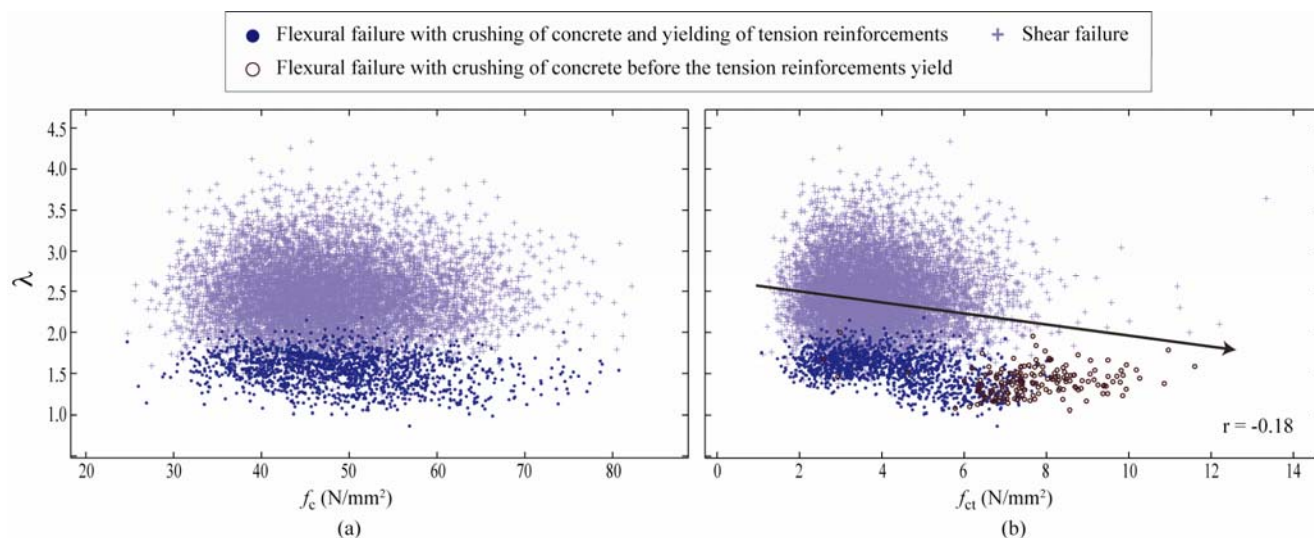 Flexural failure with crushing of concrete and yielding of tension reinforcements
Shear failure
Flexural failure with crushing of concrete before the tension reinforcements yield
4.5
4.0
3.5
3.0
2.5
2.0
1.5
1.0
λ
r = -0.18
20 30 40 50 60 70 80
0 2 4 6 8 10 12 14
fc (N/mm²)
fct (N/mm²)
(a)
(b)